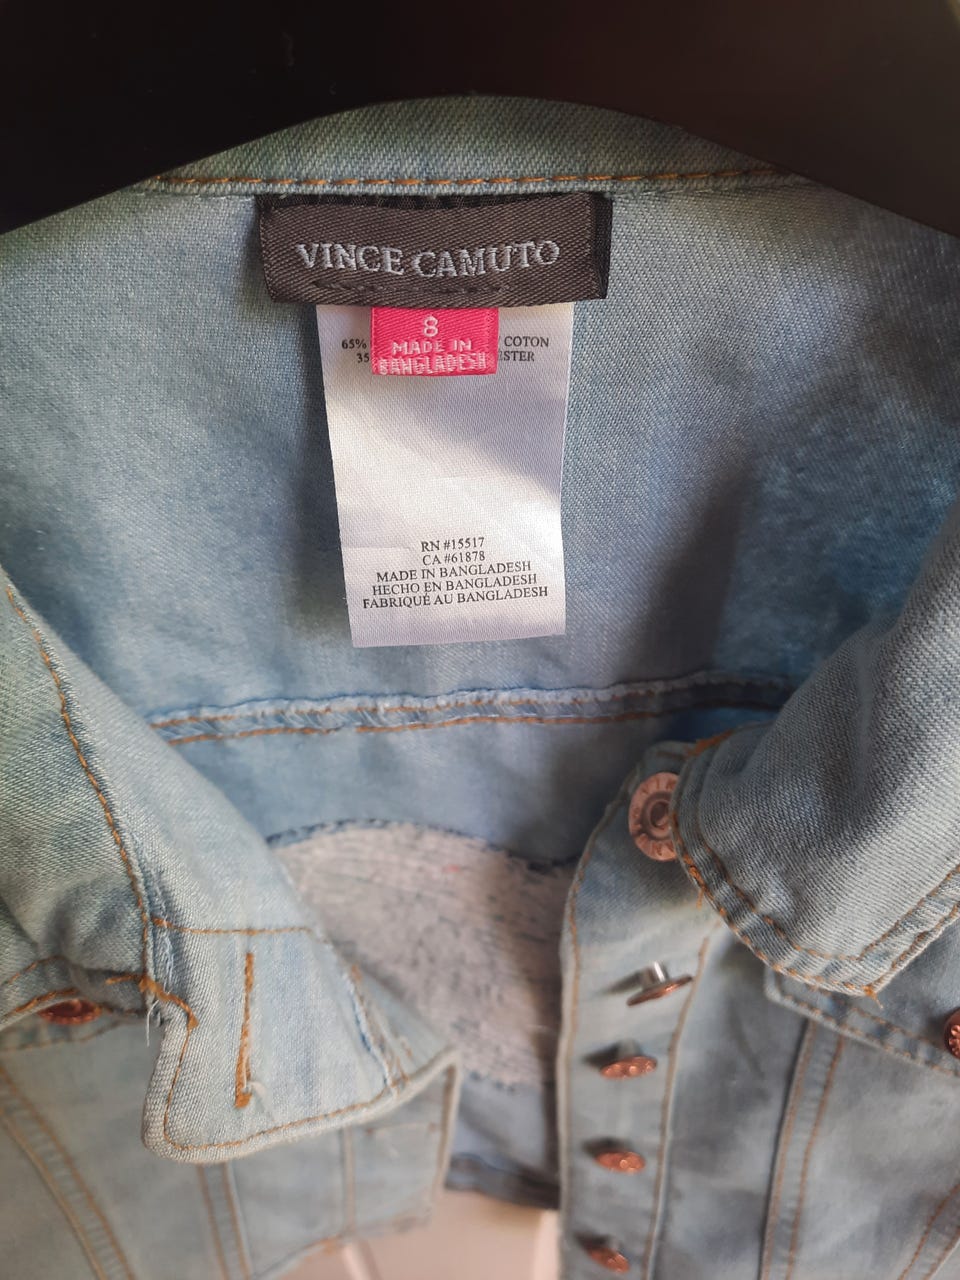 VINCE CAMUTO
8
MADE IN
BANGLADESH
65% COTON
35 ISTER
RN #15517
CA #61878
MADE IN BANGLADESH
HECHO EN BANGLADESH
FABRIQUÉ AU BANGLADESH